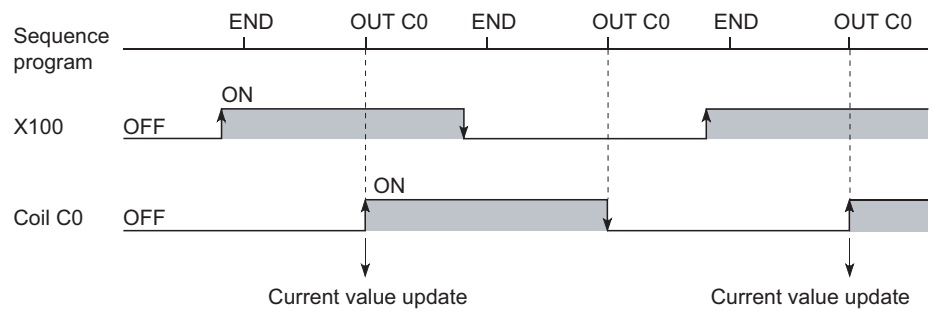 END OUT C0 END OUT C0 END OUT C0
Sequence
program
ON
X100 OFF
ON
Coil C0 OFF
Current value update Current value update